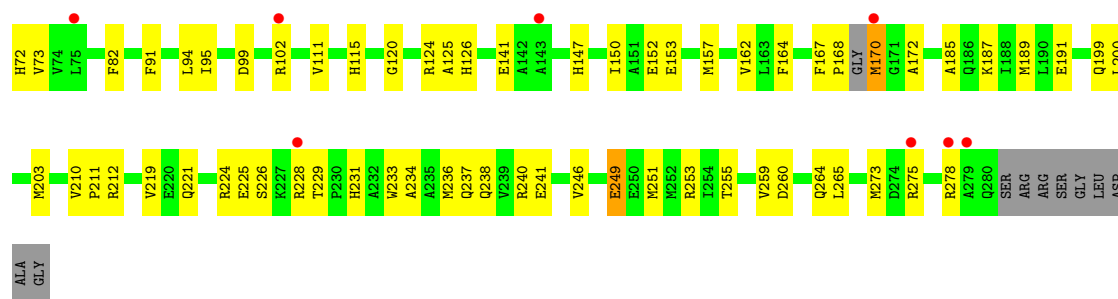 H72 V73 V74 L75 F82 F91 L94 I95 D99 R102 V111 H115 G120 R124 A125 H126 E141 A142 A143 H147 I150 A151 E152 E153 M157 V162 L163 F164 F167 P168 GLY M170 G171 A172 A185 Q186 K187 I188 M189 L190 E191 Q199 L200
M203 V210 P211 R212 V219 E220 Q221 R224 E225 S226 K227 R228 T229 P230 H231 A232 W233 A234 A235 M236 Q237 Q238 V239 R240 E241 V246 E249 E250 M251 M252 R253 I254 T255 V259 D260 Q264 L265 M273 D274 R275 R278 A279 Q280 SER ARG ARG SER GLY LEU ASP
ALA GLY